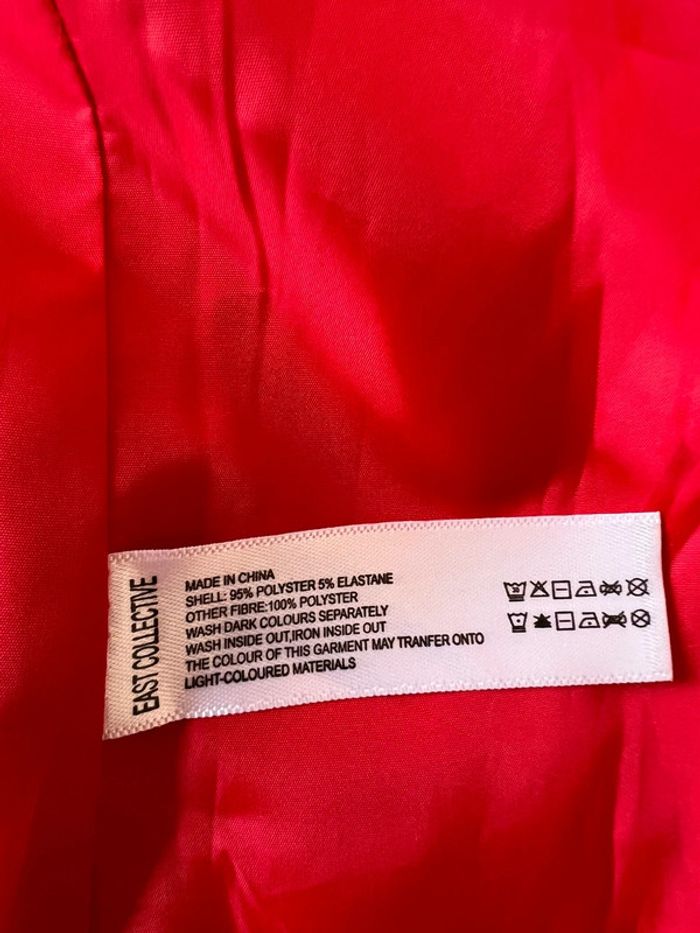 EAST COLLECTIVE
MADE IN CHINA
SHELL: 95% POLYSTER 5% ELASTANE
OTHER FIBRE:100% POLYSTER
WASH DARK COLOURS SEPARATELY
WASH INSIDE OUT,IRON INSIDE OUT
THE COLOUR OF THIS GARMENT MAY TRANFER ONTO
LIGHT-COLOURED MATERIALS